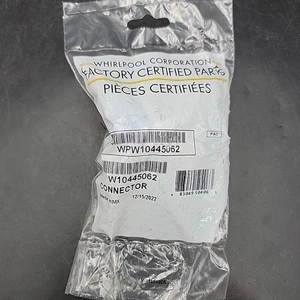 WHIRLPOOL CORPORATION
FACTORY CERTIFIED PARTS
PIÈCES CERTIFIÉES
WPW10445062
W10445062
CONNECTOR
12/15/2022